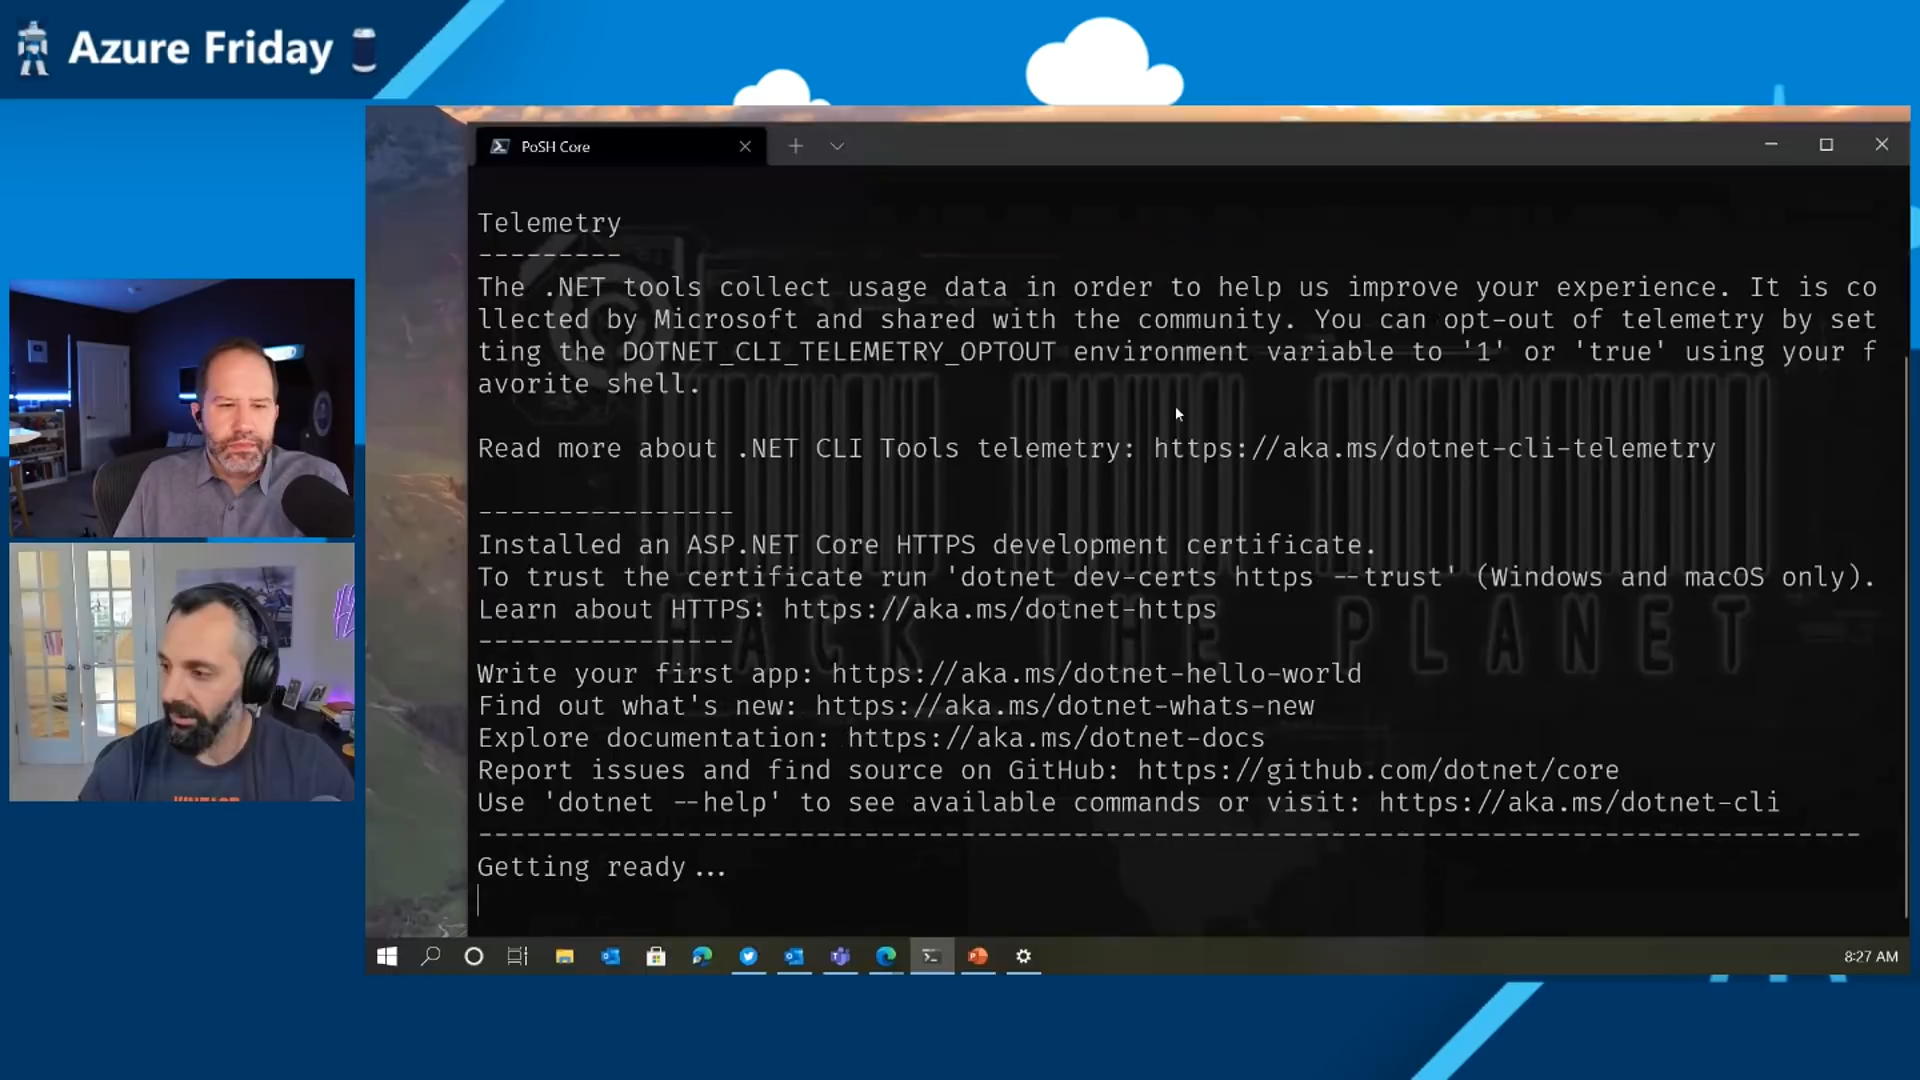 Azure Friday
PoSH Core
Telemetry
---------
The .NET tools collect usage data in order to help us improve your experience. It is co
llected by Microsoft and shared with the community. You can opt-out of telemetry by set
ting the DOTNET_CLI_TELEMETRY_OPTOUT environment variable to '1' or 'true' using your f
avorite shell.
Read more about .NET CLI Tools telemetry: https://aka.ms/dotnet-cli-telemetry
----------------
Installed an ASP.NET Core HTTPS development certificate.
To trust the certificate run 'dotnet dev-certs https --trust' (Windows and macOS only).
Learn about HTTPS: https://aka.ms/dotnet-https
----------------
HACK THE PLANET
Write your first app: https://aka.ms/dotnet-hello-world
Find out what's new: https://aka.ms/dotnet-whats-new
Explore documentation: https://aka.ms/dotnet-docs
Report issues and find source on GitHub: https://github.com/dotnet/core
Use 'dotnet --help' to see available commands or visit: https://aka.ms/dotnet-cli
--------------------------------------------------------------------------------------
Getting ready...
8:27 AM